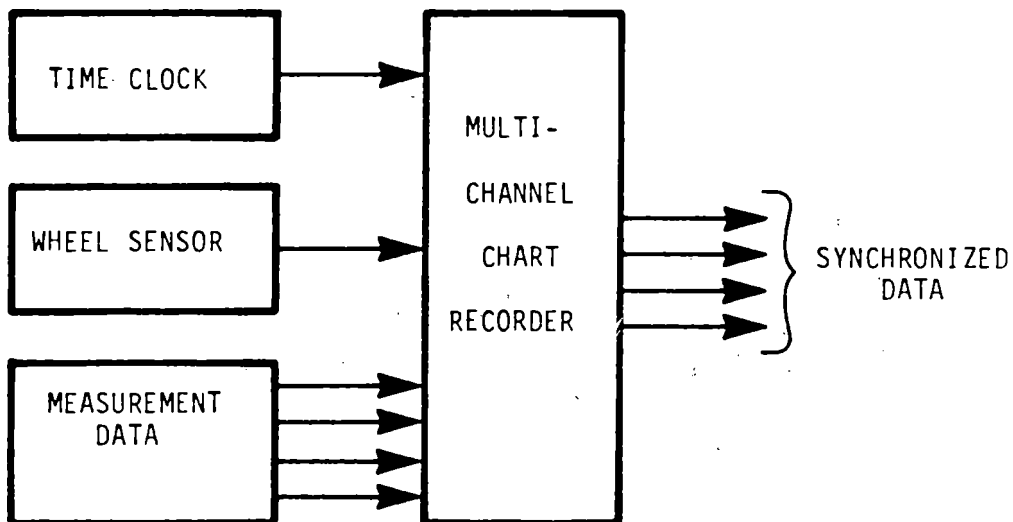 TIME CLOCK
WHEEL SENSOR
MEASUREMENT
DATA
MULTI-
CHANNEL
CHART
RECORDER
SYNCHRONIZED
DATA